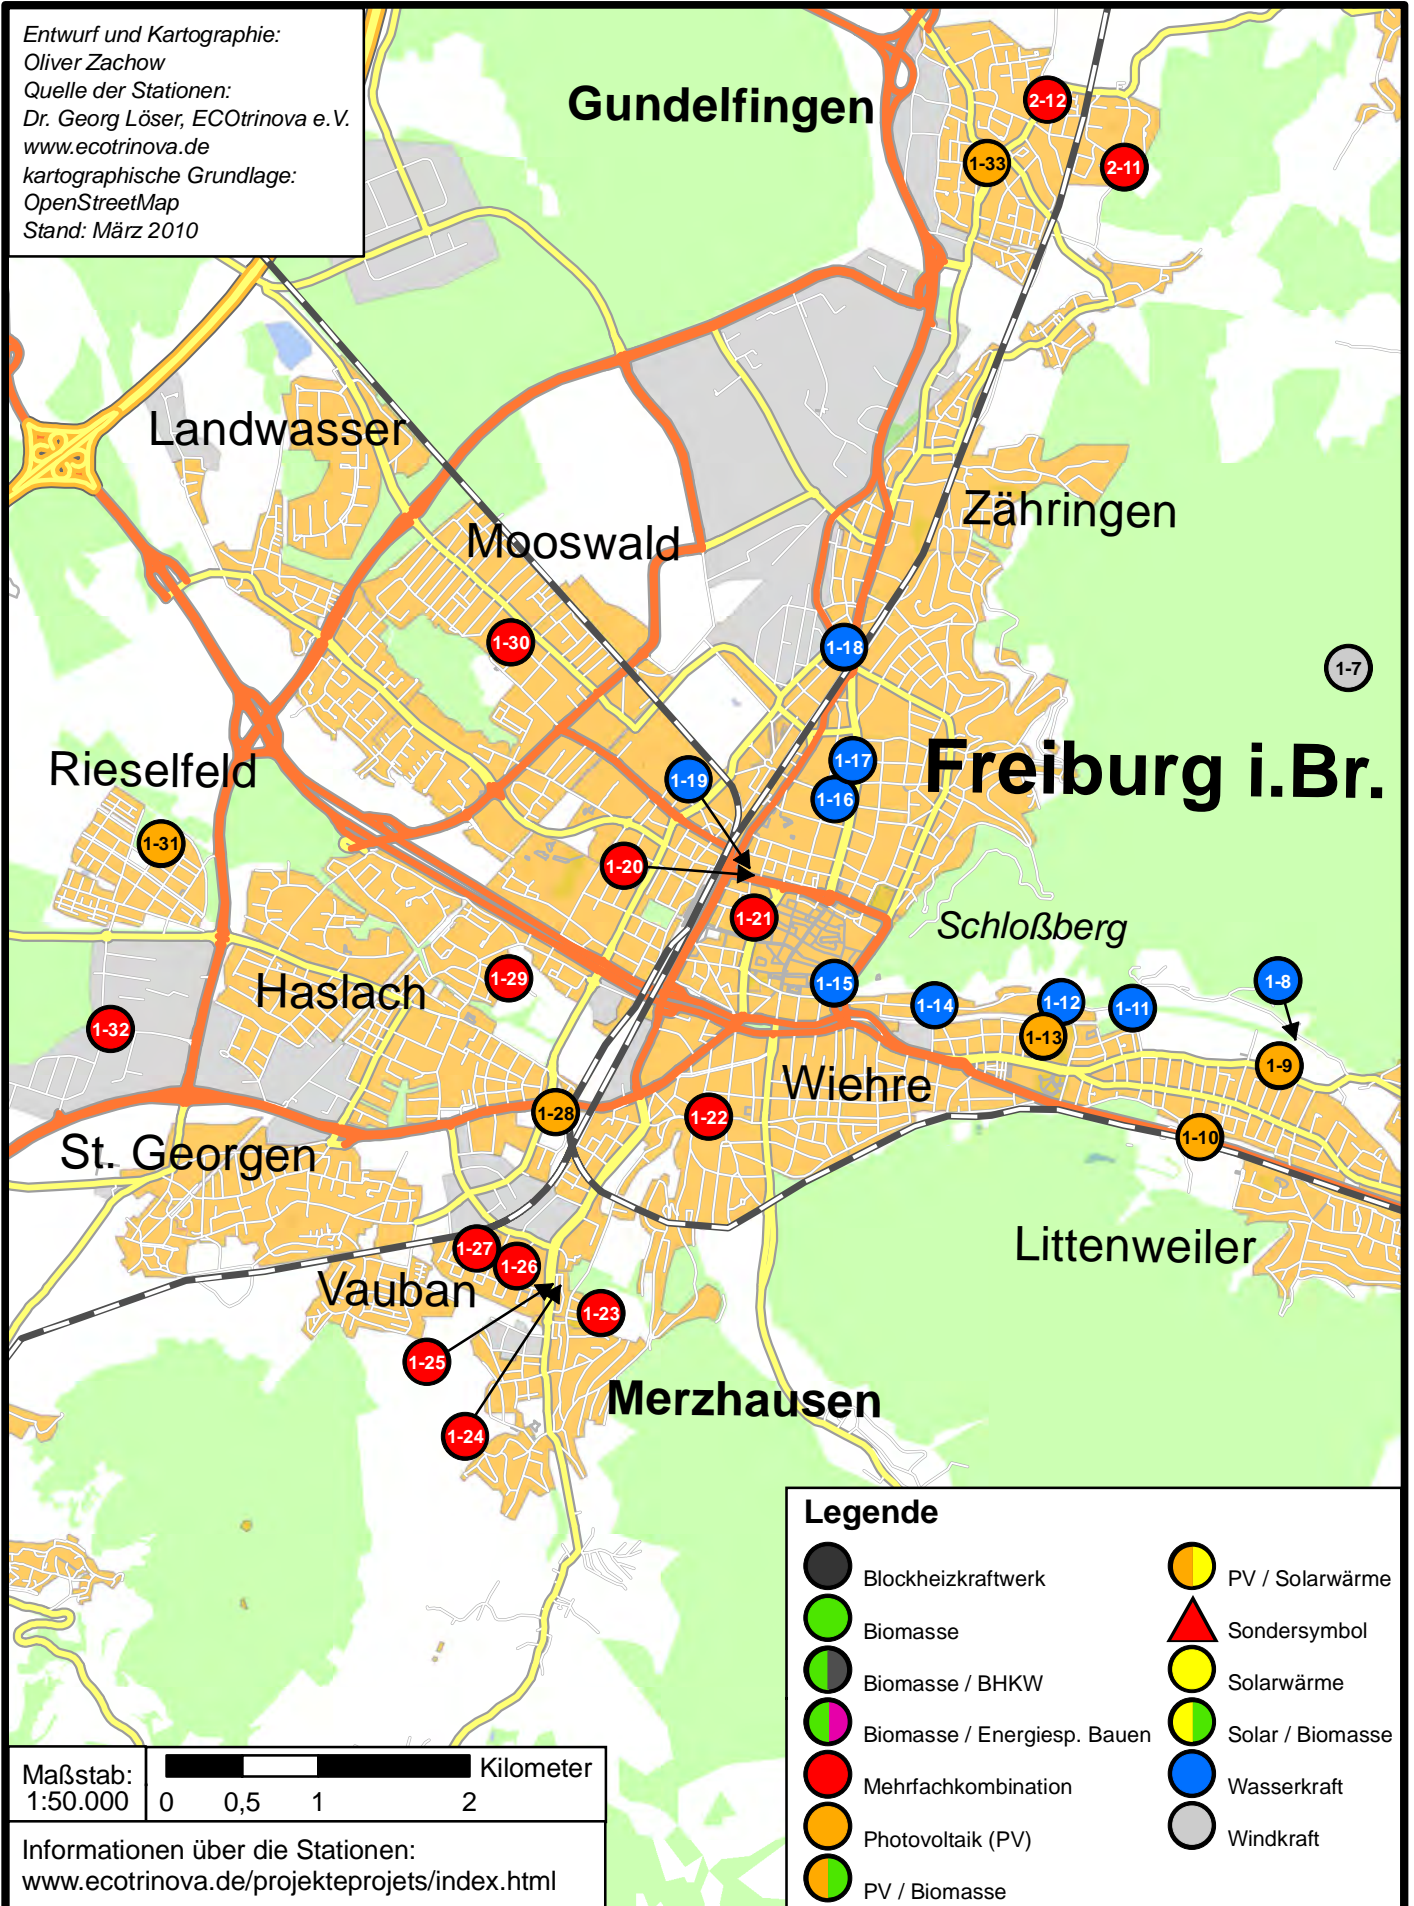 Entwurf und Kartographie:
Oliver Zachow
Quelle der Stationen:
Dr. Georg Löser, ECOtrinova e.V.
www.ecotrinova.de
kartographische Grundlage:
OpenStreetMap
Stand: März 2010
Gundelfingen
2-12
1-33
2-11
Landwasser
Mooswald
Zähringen
1-30
1-18
1-7
Rieselfeld
1-19
1-17
1-16
Freiburg i.Br.
1-31
1-20
1-21
Schloßberg
Haslach
1-29
1-15
1-14
1-12
1-11
1-8
1-32
1-13
1-9
Wiehre
1-28
1-22
1-10
St. Georgen
Littenweiler
1-27
1-26
Vauban
1-23
1-25
Merzhausen
1-24
Legende
Blockheizkraftwerk
Biomasse
Biomasse / BHKW
Biomasse / Energiesp. Bauen
Mehrfachkombination
Photovoltaik (PV)
PV / Biomasse
PV / Solarwärme
Sondersymbol
Solarwärme
Solar / Biomasse
Wasserkraft
Windkraft
Maßstab:
1:50.000
Kilometer
0 0,5 1 2
Informationen über die Stationen:
www.ecotrinova.de/projekteprojets/index.html